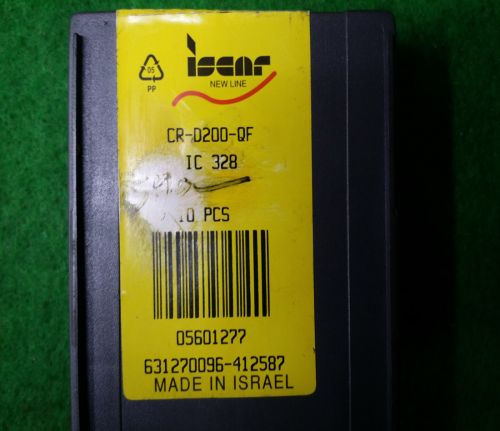 iscar
NEW LINE
05
PP
CR-D200-QF
IC 328
10 PCS
05601277
631270096-412587
MADE IN ISRAEL